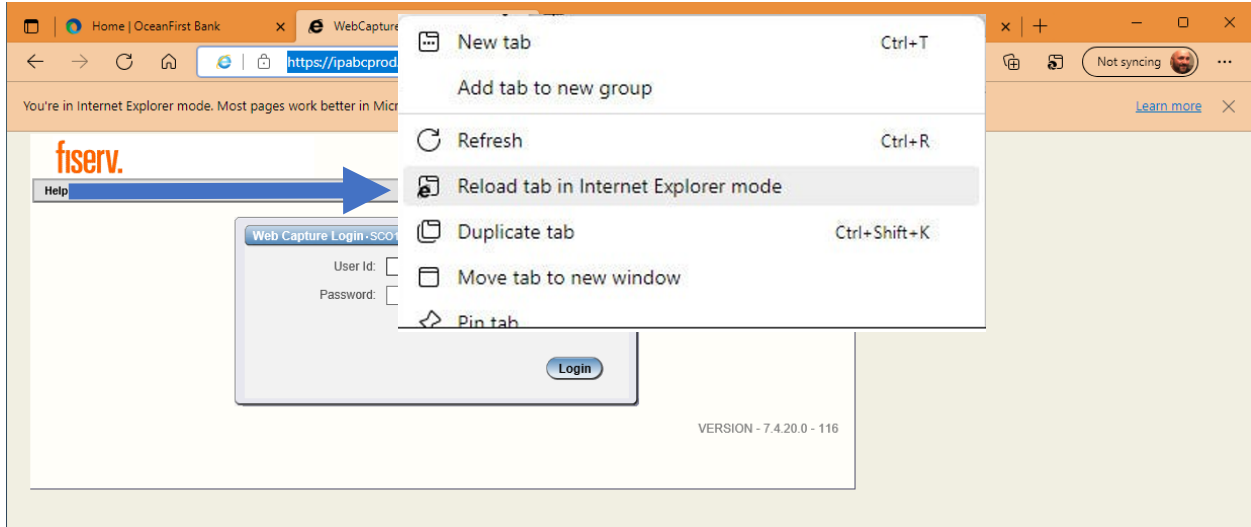 Home | OceanFirst Bank
WebCapture
https://ipabcprod.
Not syncing
You're in Internet Explorer mode. Most pages work better in Micr
Learn more
New tab Ctrl+T
Add tab to new group
Refresh Ctrl+R
Reload tab in Internet Explorer mode
Duplicate tab Ctrl+Shift+K
Move tab to new window
Pin tab
fiserv.
Help
Web Capture Login - SCO1
User Id:
Password:
Login
VERSION - 7.4.20.0 - 116